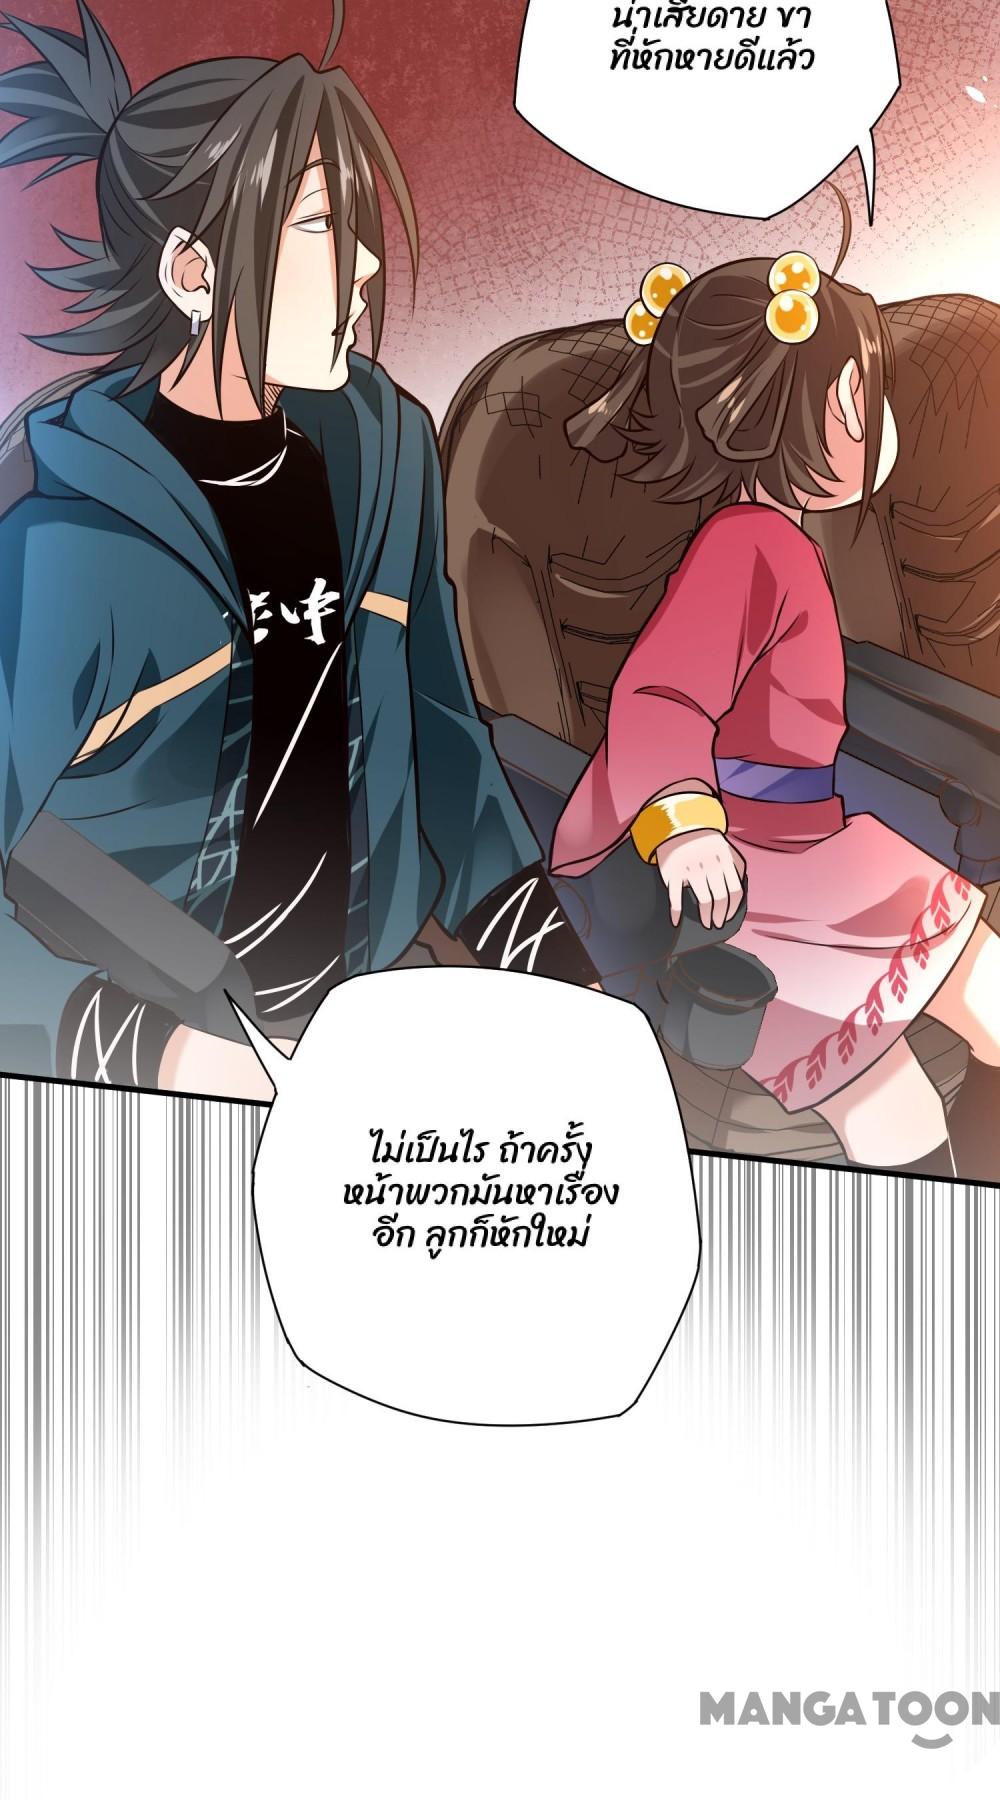 น่าเสียดาย ขา
ที่หักหายดีแล้ว
中
ไม่เป็นไร ถ้าครั้ง
หน้าพวกมันหาเรื่อง
อีก ลูกก็หักใหม่
MANGATOON